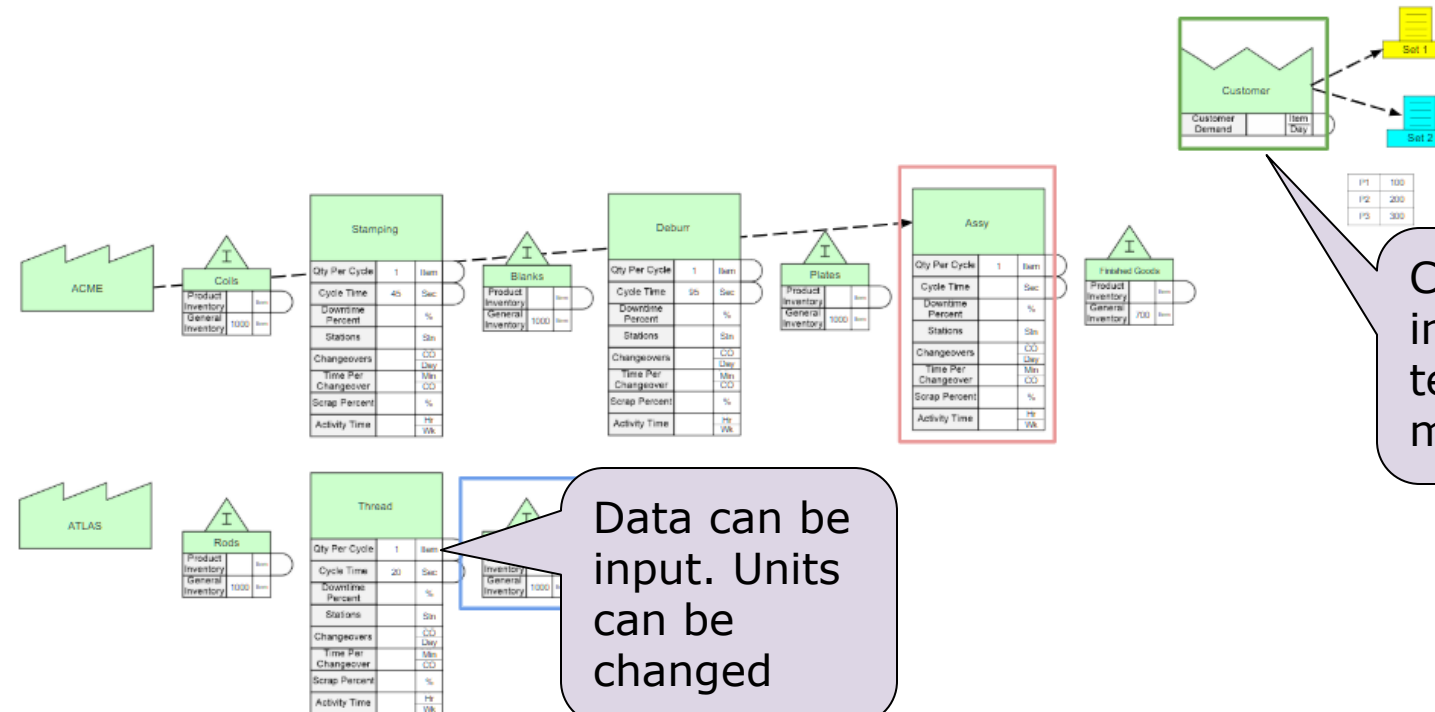 Set 1
Customer
Customer Demand Item Day
Set 2
P1 100
P2 200
P3 300
ACME
I
Coils
Product Inventory Item
General Inventory 1000 Item
Stamping
Qty Per Cycle 1 Item
Cycle Time 45 Sec
Downtime Percent %
Stations Stn
Changeovers CO Day
Time Per Changeover Min CO
Scrap Percent %
Activity Time Hr Wk
I
Blanks
Product Inventory Item
General Inventory 1000 Item
Deburr
Qty Per Cycle 1 Item
Cycle Time 95 Sec
Downtime Percent %
Stations Stn
Changeovers CO Day
Time Per Changeover Min CO
Scrap Percent %
Activity Time Hr Wk
I
Plates
Product Inventory Item
General Inventory 1000 Item
Assy
Qty Per Cycle 1 Item
Cycle Time Sec
Downtime Percent %
Stations Stn
Changeovers CO Day
Time Per Changeover Min CO
Scrap Percent %
Activity Time Hr Wk
I
Finished Goods
Product Inventory Item
General Inventory 700 Item
ATLAS
I
Rods
Product Inventory Item
General Inventory 1000 Item
Thread
Qty Per Cycle 1 Item
Cycle Time 20 Sec
Downtime Percent %
Stations Stn
Changeovers CO Day
Time Per Changeover Min CO
Scrap Percent %
Activity Time Hr Wk
I
Inventory
General Inventory 1000
Data can be
input. Units
can be
changed